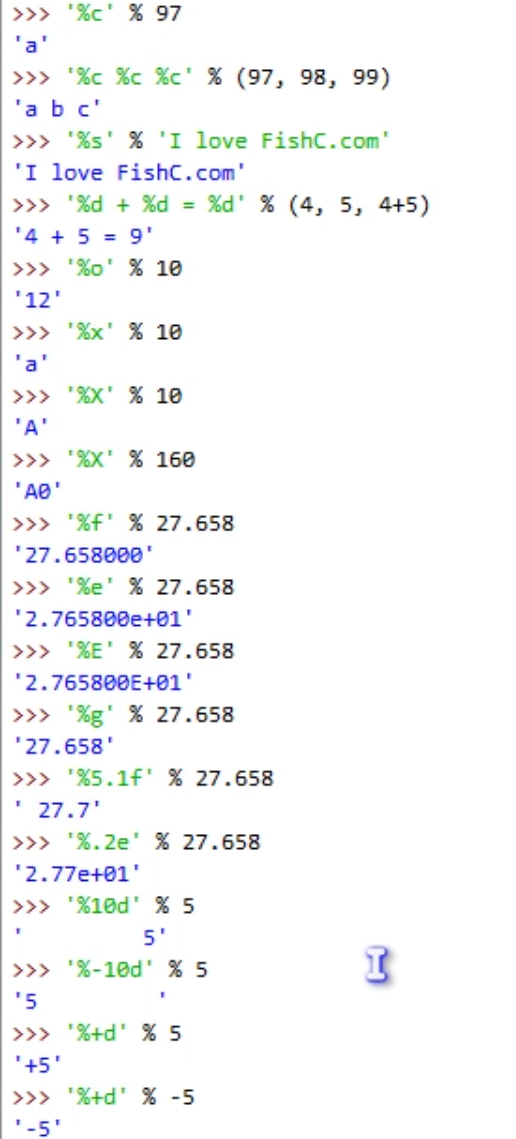 >>> '%c' % 97
'a'
>>> '%c %c %c' % (97, 98, 99)
'a b c'
>>> '%s' % 'I love FishC.com'
'I love FishC.com'
>>> '%d + %d = %d' % (4, 5, 4+5)
'4 + 5 = 9'
>>> '%o' % 10
'12'
>>> '%x' % 10
'a'
>>> '%X' % 10
'A'
>>> '%X' % 160
'A0'
>>> '%f' % 27.658
'27.658000'
>>> '%e' % 27.658
'2.765800e+01'
>>> '%E' % 27.658
'2.765800E+01'
>>> '%g' % 27.658
'27.658'
>>> '%5.1f' % 27.658
' 27.7'
>>> '%.2e' % 27.658
'2.77e+01'
>>> '%10d' % 5
'         5'
>>> '%-10d' % 5
'5         '
>>> '%+d' % 5
'+5'
>>> '%+d' % -5
'-5'